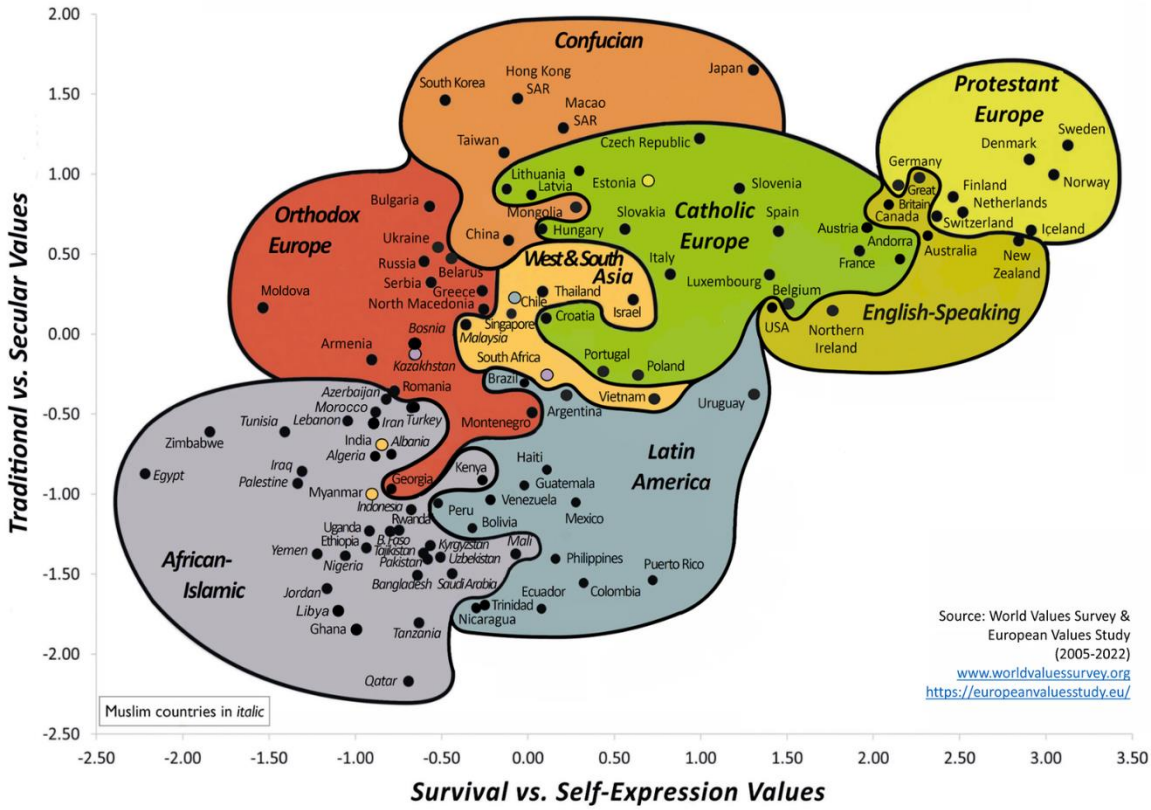 Traditional vs. Secular Values
2.00
1.50
1.00
0.50
0.00
-0.50
-1.00
-1.50
-2.00
-2.50
Confucian
South Korea
Hong Kong
SAR
Macao
SAR
Japan
Taiwan
Mongolia
China
Protestant
Europe
Sweden
Denmark
Norway
Germany
Finland
Netherlands
Switzerland
Iceland
Great
Britain
Canada
Australia
New
Zealand
USA
Northern
Ireland
English-Speaking
Catholic
Europe
Czech Republic
Lithuania
Latvia
Estonia
Slovenia
Hungary
Slovakia
Spain
Austria
Andorra
France
Italy
Luxembourg
Belgium
Croatia
Portugal
Poland
Orthodox
Europe
Bulgaria
Ukraine
Russia
Belarus
Serbia
Greece
North Macedonia
Moldova
Bosnia
Armenia
Kazakhstan
Romania
Montenegro
Georgia
West & South
Asia
Chile
Thailand
Israel
Singapore
Malaysia
South Africa
Vietnam
Latin
America
Brazil
Argentina
Uruguay
Haiti
Guatemala
Venezuela
Mexico
Peru
Bolivia
Philippines
Puerto Rico
Ecuador
Colombia
Trinidad
Nicaragua
African-
Islamic
Azerbaijan
Morocco
Lebanon
Iran
Turkey
Tunisia
Zimbabwe
India
Albania
Algeria
Iraq
Egypt
Palestine
Kenya
Myanmar
Indonesia
Rwanda
Uganda
B. Faso
Ethiopia
Tajikistan
Kyrgyzstan
Mali
Yemen
Nigeria
Pakistan
Uzbekistan
Bangladesh
Saudi Arabia
Jordan
Libya
Ghana
Tanzania
Qatar
Muslim countries in italic
Source: World Values Survey &
European Values Study
(2005-2022)
www.worldvaluessurvey.org
https://europeanvaluesstudy.eu/
-2.50 -2.00 -1.50 -1.00 -0.50 0.00 0.50 1.00 1.50 2.00 2.50 3.00 3.50
Survival vs. Self-Expression Values